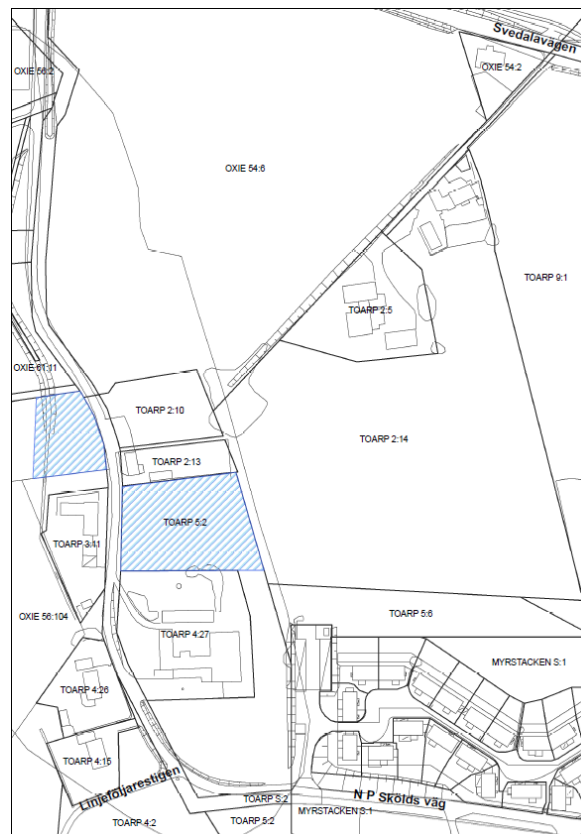 Svedalavägen
OXIE 56:2
OXIE 54:2
OXIE 54:6
TOARP 9:1
TOARP 2:5
OXIE 61:11
TOARP 2:10
TOARP 2:14
TOARP 2:13
TOARP 5:2
TOARP 3:11
OXIE 56:104
TOARP 5:6
TOARP 4:27
MYRSTACKEN S:1
TOARP 4:26
TOARP 4:15
Linjeföljarestigen
TOARP S:2
N P Skölds väg
TOARP 4:2
TOARP 5:2
MYRSTACKEN S:1